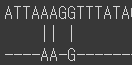 ATTAAAGGTTTATA
|| |
----AA-G------